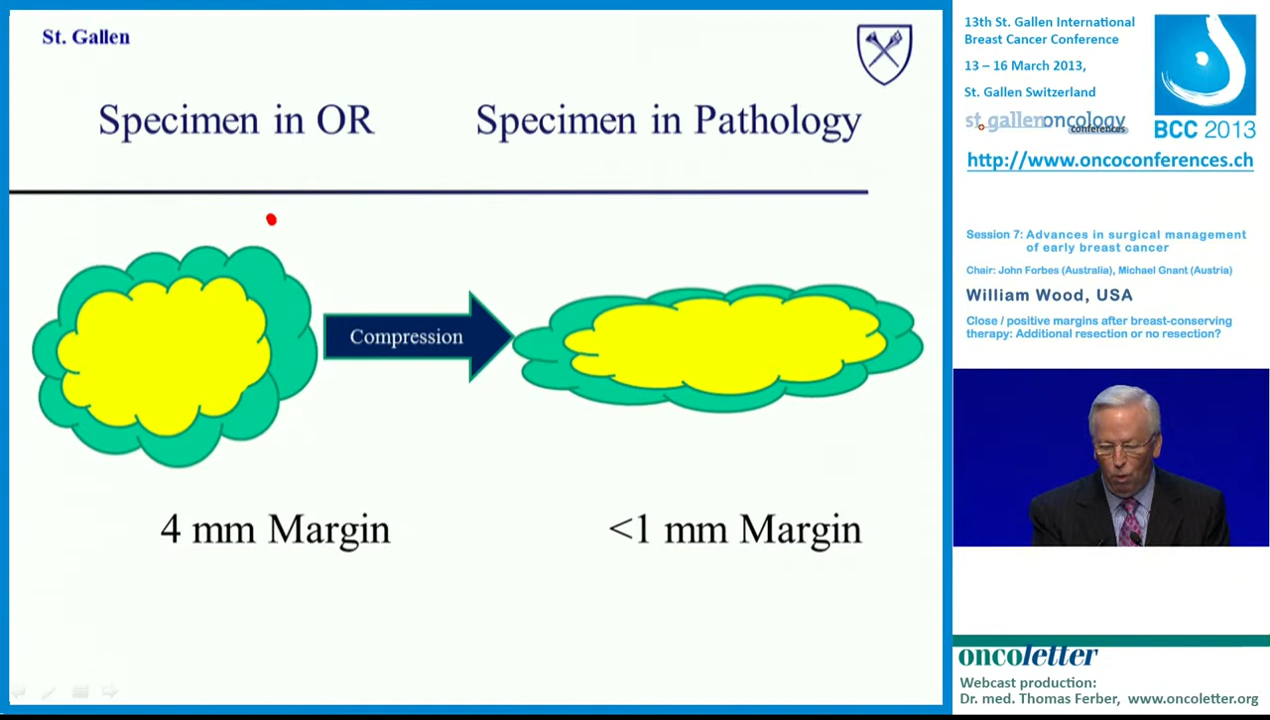 St. Gallen
Specimen in OR
Specimen in Pathology
Compression
4 mm Margin
<1 mm Margin
13th St. Gallen International
Breast Cancer Conference
13 – 16 March 2013,
St. Gallen Switzerland
st.gallenoncology
conferences
BCC 2013
http://www.oncoconferences.ch
Session 7: Advances in surgical management
of early breast cancer
Chair: John Forbes (Australia), Michael Gnant (Austria)
William Wood, USA
Close / positive margins after breast-conserving
therapy: Additional resection or no resection?
oncoletter
Webcast production:
Dr. med. Thomas Ferber, www.oncoletter.org